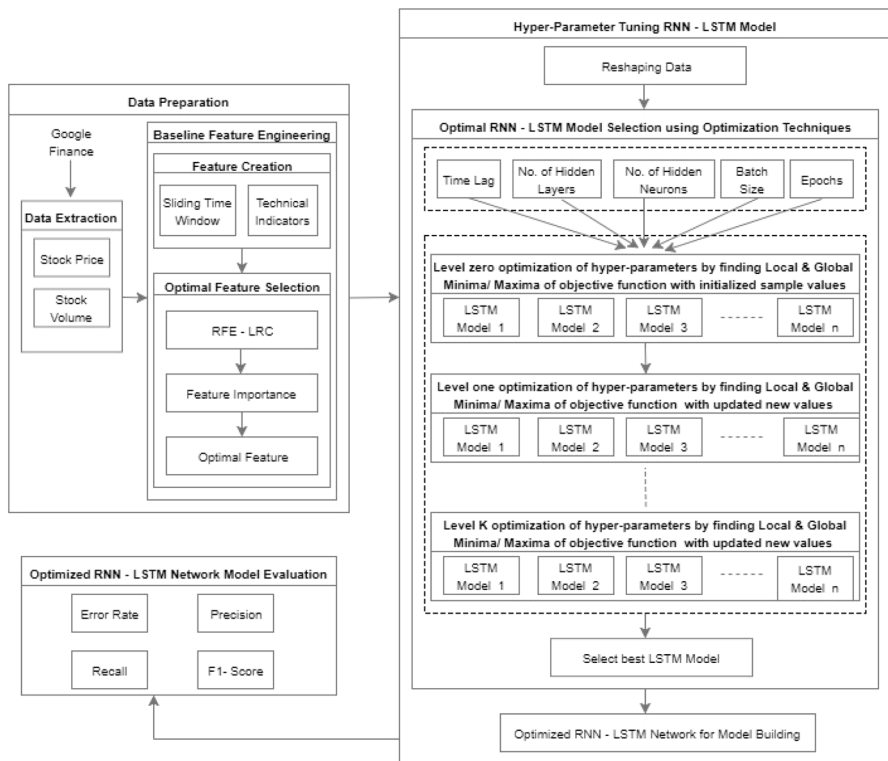 Data Preparation
Google
Finance
Data Extraction
Stock Price
Stock
Volume
Baseline Feature Engineering
Feature Creation
Sliding Time
Window
Technical
Indicators
Optimal Feature Selection
RFE - LRC
Feature Importance
Optimal Feature
Hyper-Parameter Tuning RNN - LSTM Model
Reshaping Data
Optimal RNN - LSTM Model Selection using Optimization Techniques
Time Lag
No. of Hidden
Layers
No. of Hidden
Neurons
Batch
Size
Epochs
Level zero optimization of hyper-parameters by finding Local & Global
Minima/ Maxima of objective function with initialized sample values
LSTM
Model 1
LSTM
Model 2
LSTM
Model 3
LSTM
Model n
Level one optimization of hyper-parameters by finding Local & Global
Minima/ Maxima of objective function with updated new values
LSTM
Model 1
LSTM
Model 2
LSTM
Model 3
LSTM
Model n
Level K optimization of hyper-parameters by finding Local & Global
Minima/ Maxima of objective function with updated new values
LSTM
Model 1
LSTM
Model 2
LSTM
Model 3
LSTM
Model n
Select best LSTM Model
Optimized RNN - LSTM Network for Model Building
Optimized RNN - LSTM Network Model Evaluation
Error Rate
Precision
Recall
F1- Score